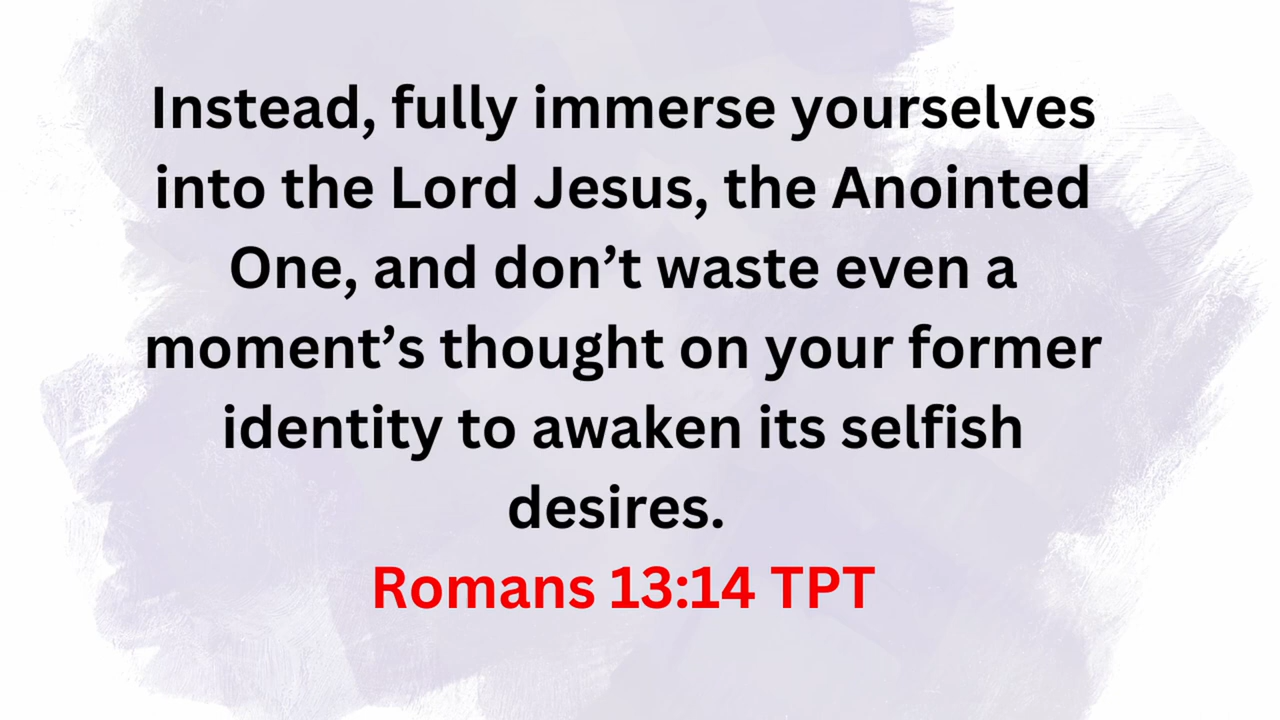 Instead, fully immerse yourselves
into the Lord Jesus, the Anointed
One, and don’t waste even a
moment’s thought on your former
identity to awaken its selfish
desires.
Romans 13:14 TPT